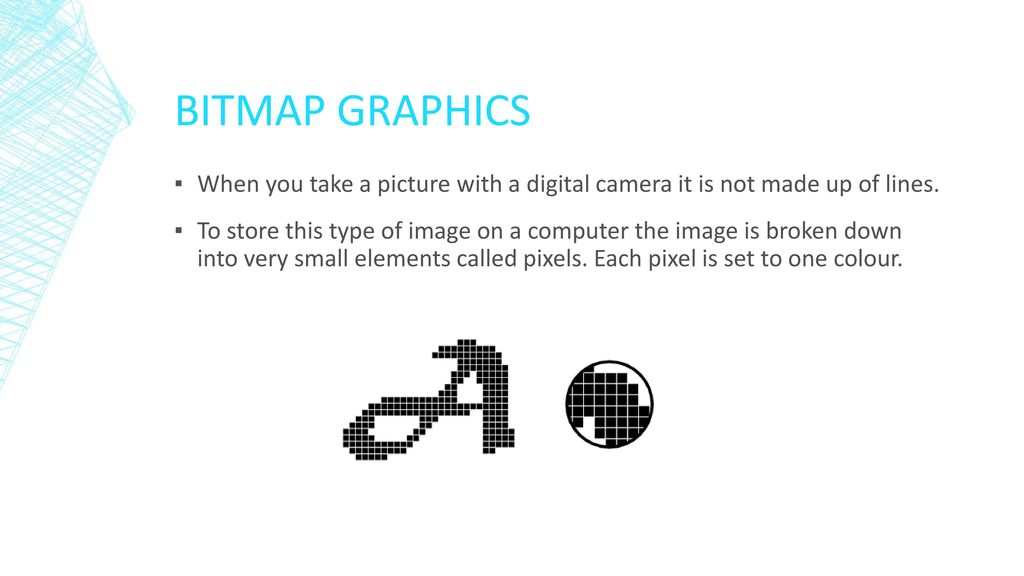 BITMAP GRAPHICS
▪ When you take a picture with a digital camera it is not made up of lines.
▪ To store this type of image on a computer the image is broken down
into very small elements called pixels. Each pixel is set to one colour.
A